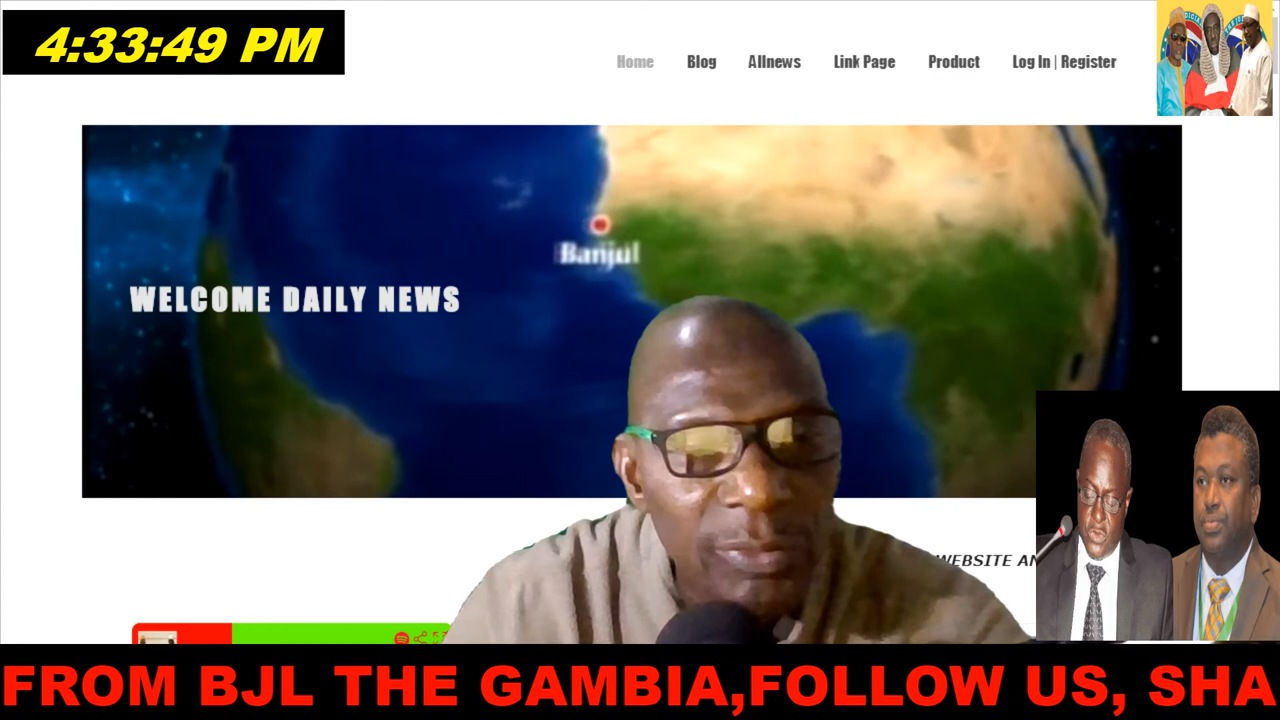 4:33:49 PM
Home Blog Allnews Link Page Product Log In | Register
Banjul
WELCOME DAILY NEWS
WEBSITE AN
FROM BJL THE GAMBIA,FOLLOW US, SHA